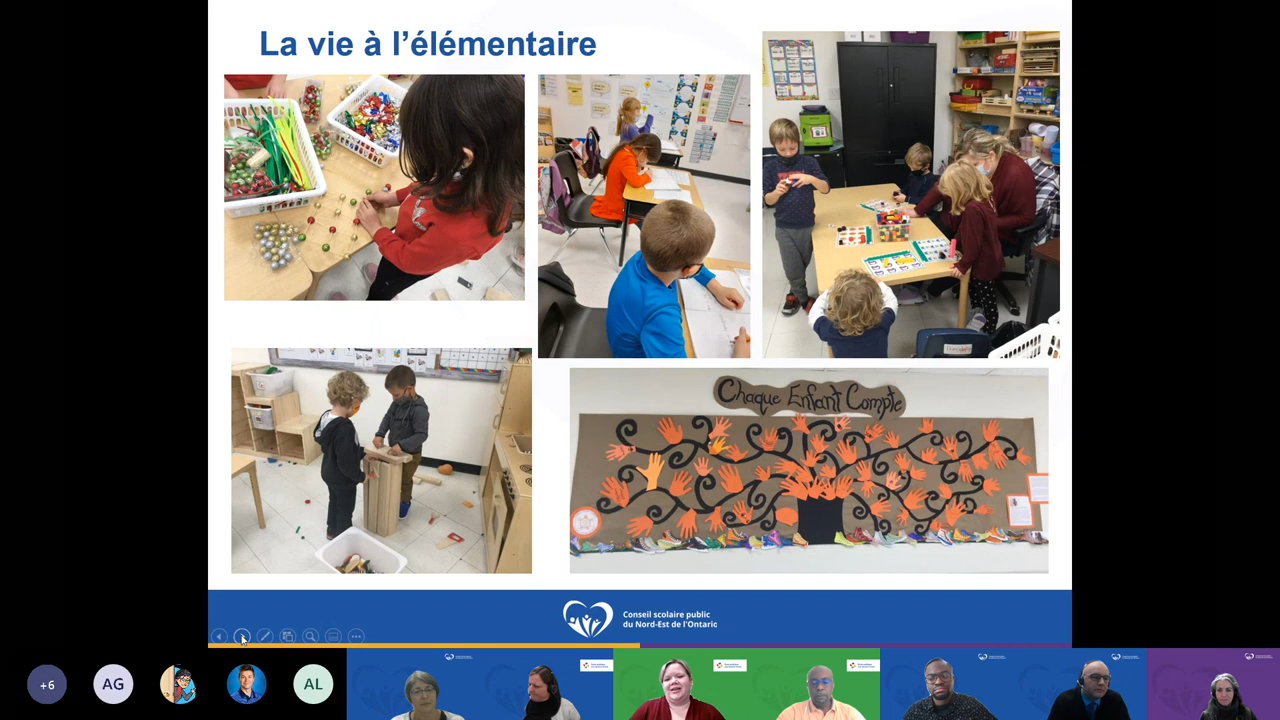 La vie à l'élémentaire
Chaque Enfant Compte
Conseil scolaire public
du Nord-Est de l'Ontario
+6
AG
AL